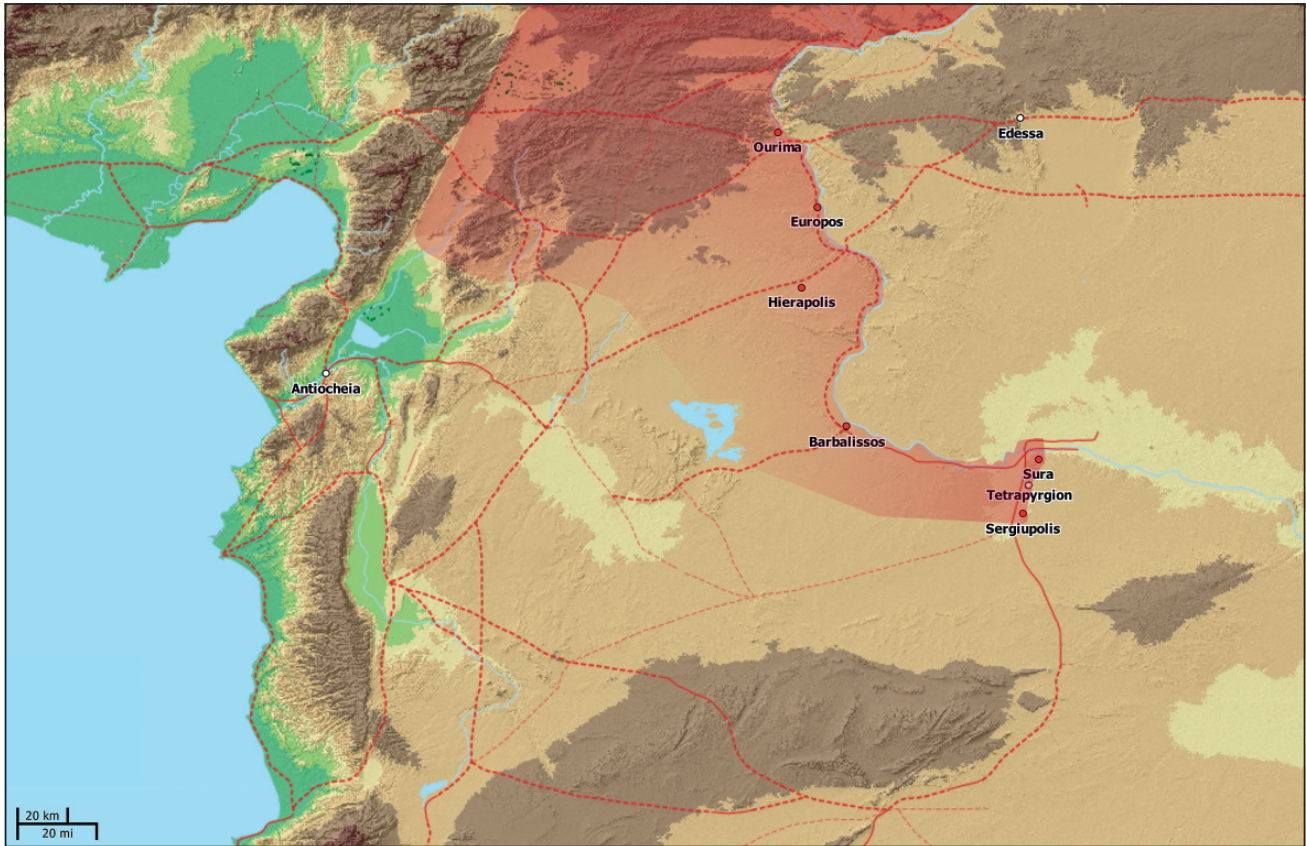 Edessa
Ourima
Europos
Hierapolis
Antiocheia
Barbalissos
Sura
Tetrapyrgion
Sergiupolis
20 km
20 mi